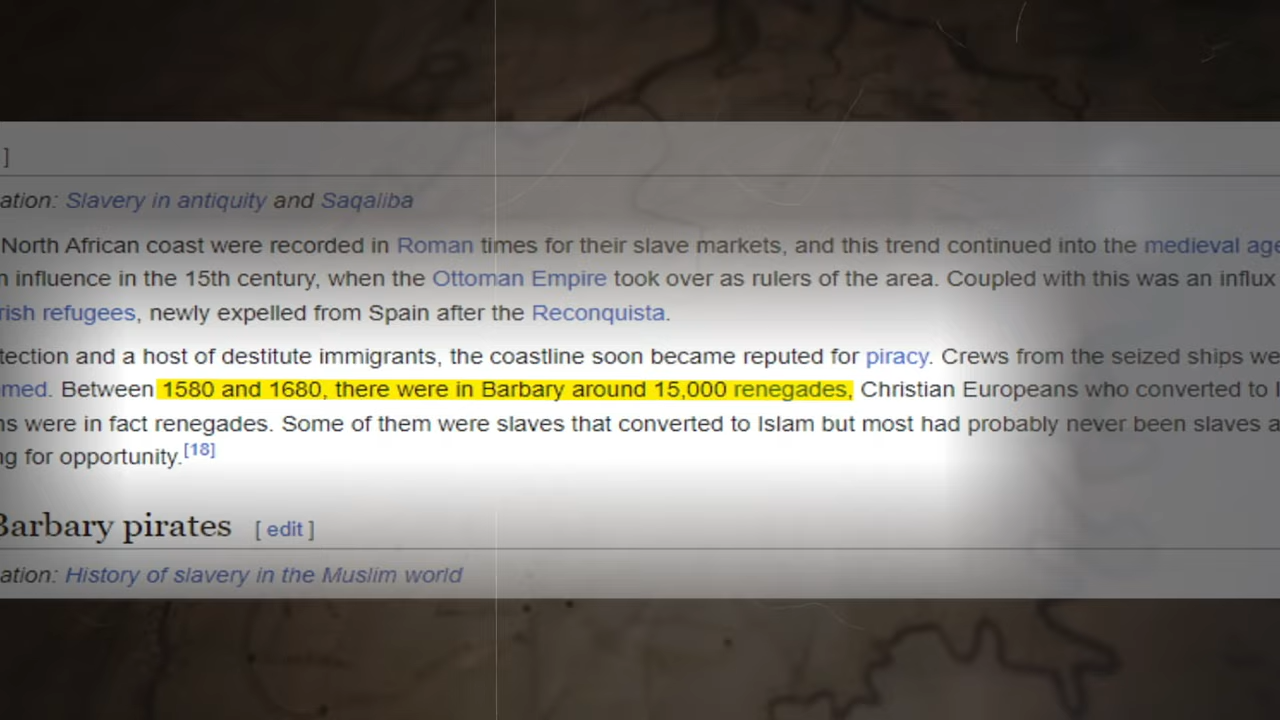 ]
ation: Slavery in antiquity and Saqaliba
North African coast were recorded in Roman times for their slave markets, and this trend continued into the medieval age
n influence in the 15th century, when the Ottoman Empire took over as rulers of the area. Coupled with this was an influx
rish refugees, newly expelled from Spain after the Reconquista.
tection and a host of destitute immigrants, the coastline soon became reputed for piracy. Crews from the seized ships we
med. Between 1580 and 1680, there were in Barbary around 15,000 renegades, Christian Europeans who converted to I
ns were in fact renegades. Some of them were slaves that converted to Islam but most had probably never been slaves a
ng for opportunity.[18]
Barbary pirates [ edit ]
ation: History of slavery in the Muslim world